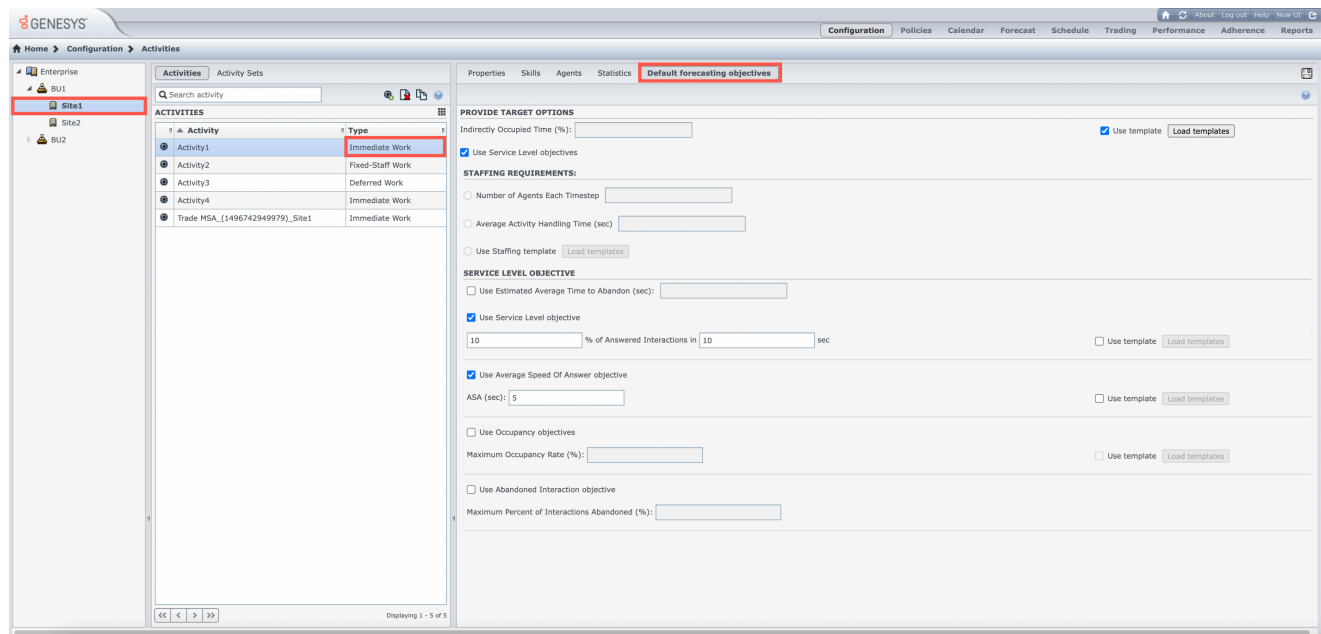 GENESYS
About Log out Help New UI
Configuration Policies Calendar Forecast Schedule Trading Performance Adherence Reports
Home Configuration Activities
Enterprise
BU1
Site1
Site2
BU2
Activities Activity Sets
Search activity
ACTIVITIES
Activity Type
Activity1 Immediate Work
Activity2 Fixed-Staff Work
Activity3 Deferred Work
Activity4 Immediate Work
Trade MSA_(1496742949979)_Site1 Immediate Work
Displaying 1 - 5 of 5
Properties Skills Agents Statistics Default forecasting objectives
PROVIDE TARGET OPTIONS
Indirectly Occupied Time (%): Use template Load templates
Use Service Level objectives
STAFFING REQUIREMENTS:
Number of Agents Each Timestep
Average Activity Handling Time (sec)
Use Staffing template Load templates
SERVICE LEVEL OBJECTIVE
Use Estimated Average Time to Abandon (sec):
Use Service Level objective
10 % of Answered Interactions in 10 sec Use template Load templates
Use Average Speed Of Answer objective
ASA (sec): 5 Use template Load templates
Use Occupancy objectives
Maximum Occupancy Rate (%): Use template Load templates
Use Abandoned Interaction objective
Maximum Percent of Interactions Abandoned (%):